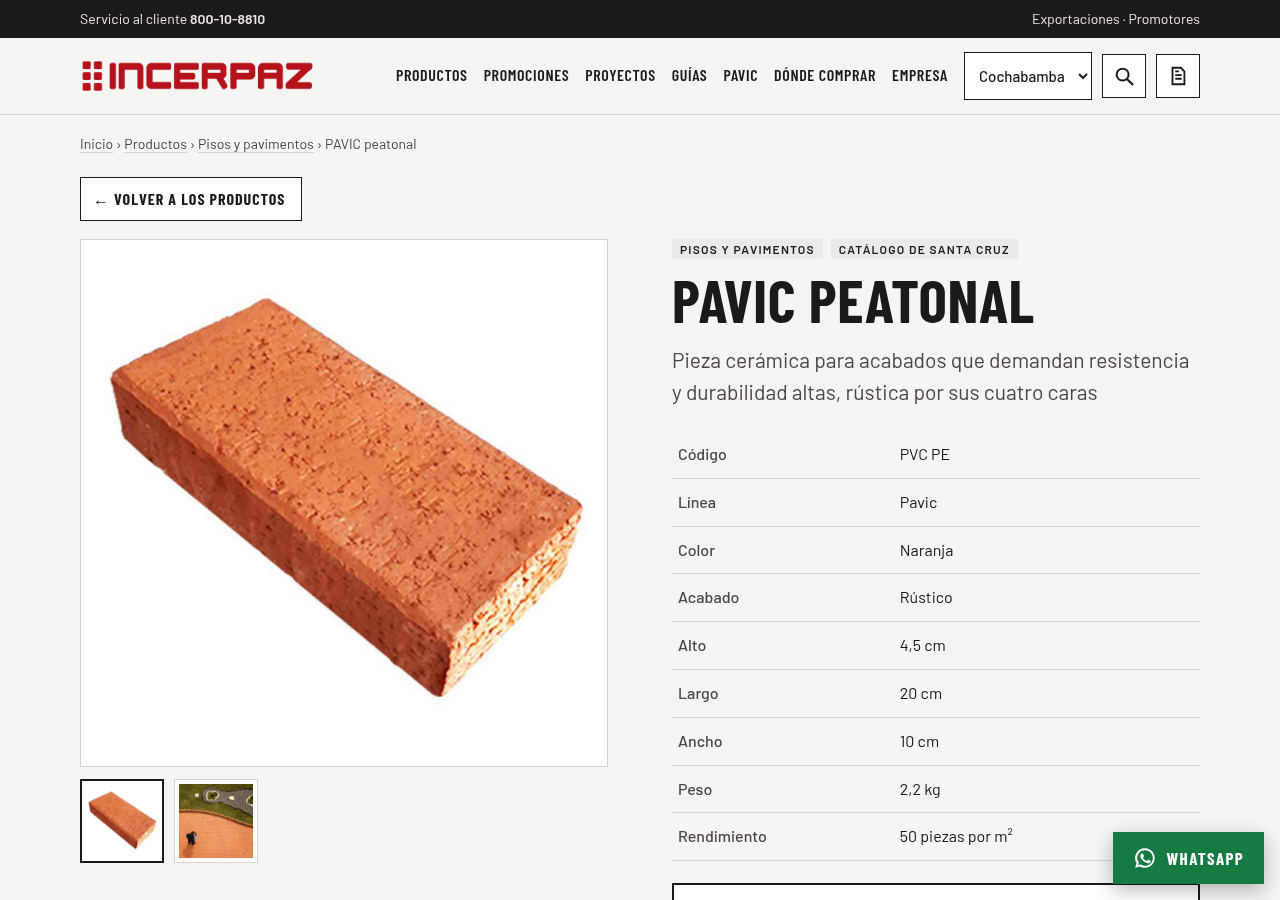 Servicio al cliente 800-10-8810
Exportaciones · Promotores
INCERPAZ
PRODUCTOS PROMOCIONES PROYECTOS GUÍAS PAVIC DÓNDE COMPRAR EMPRESA
Cochabamba
Inicio › Productos › Pisos y pavimentos › PAVIC peatonal
← VOLVER A LOS PRODUCTOS
PISOS Y PAVIMENTOS
CATÁLOGO DE SANTA CRUZ
PAVIC PEATONAL
Pieza cerámica para acabados que demandan resistencia
y durabilidad altas, rústica por sus cuatro caras
Código PVC PE
Línea Pavic
Color Naranja
Acabado Rústico
Alto 4,5 cm
Largo 20 cm
Ancho 10 cm
Peso 2,2 kg
Rendimiento 50 piezas por m²
WHATSAPP